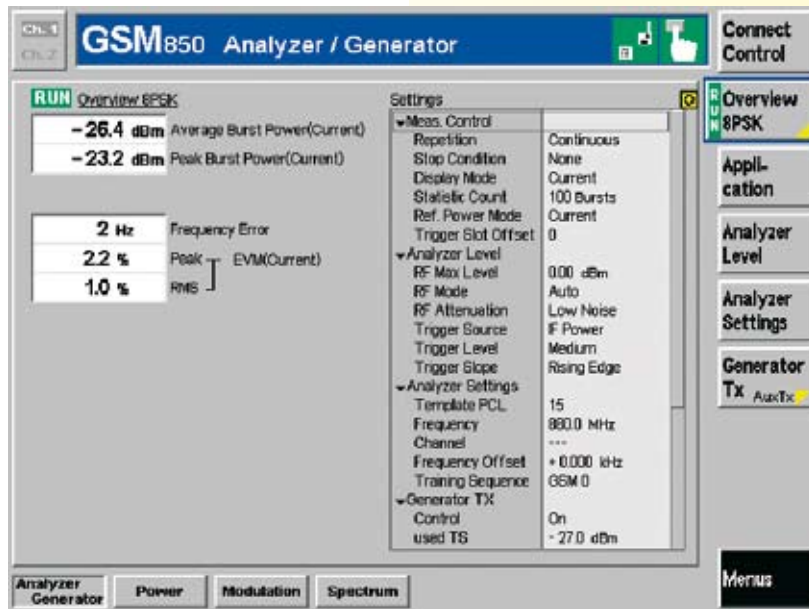 Ch. 1
Ch. 2
GSM850 Analyzer / Generator
Connect Control
RUN Overview 8PSK
-26.4 dBm Average Burst Power(Current)
-23.2 dBm Peak Burst Power(Current)
2 Hz Frequency Error
2.2 % Peak EVM(Current)
1.0 % RMS
Settings
Meas. Control
Repetition Continuous
Stop Condition None
Display Mode Current
Statistic Count 100 Bursts
Ref. Power Mode Current
Trigger Slot Offset 0
Analyzer Level
RF Max Level 0.00 dBm
RF Mode Auto
RF Attenuation Low Noise
Trigger Source IF Power
Trigger Level Medium
Trigger Slope Rising Edge
Analyzer Settings
Template PCL 15
Frequency MHz
Channel ---
Frequency Offset + 0.000 kHz
Training Sequence GSM 0
Generator TX
Control On
used TS - 27.0 dBm
RUN Overview 8PSK
Appli-
cation
Analyzer
Level
Analyzer
Settings
Generator
Tx AuxTx
Menus
Analyzer
Generator
Power
Modulation
Spectrum